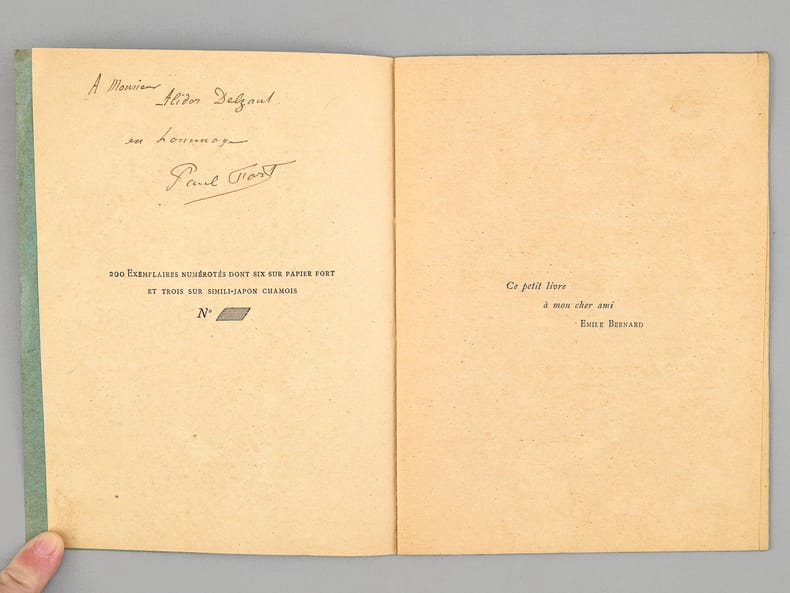 A Monsieur
Alidor Delzant
en hommage
Paul Fort
200 EXEMPLAIRES NUMÉROTÉS DONT SIX SUR PAPIER FORT
ET TROIS SUR SIMILI-JAPON CHAMOIS
N°
Ce petit livre
à mon cher ami
EMILE BERNARD